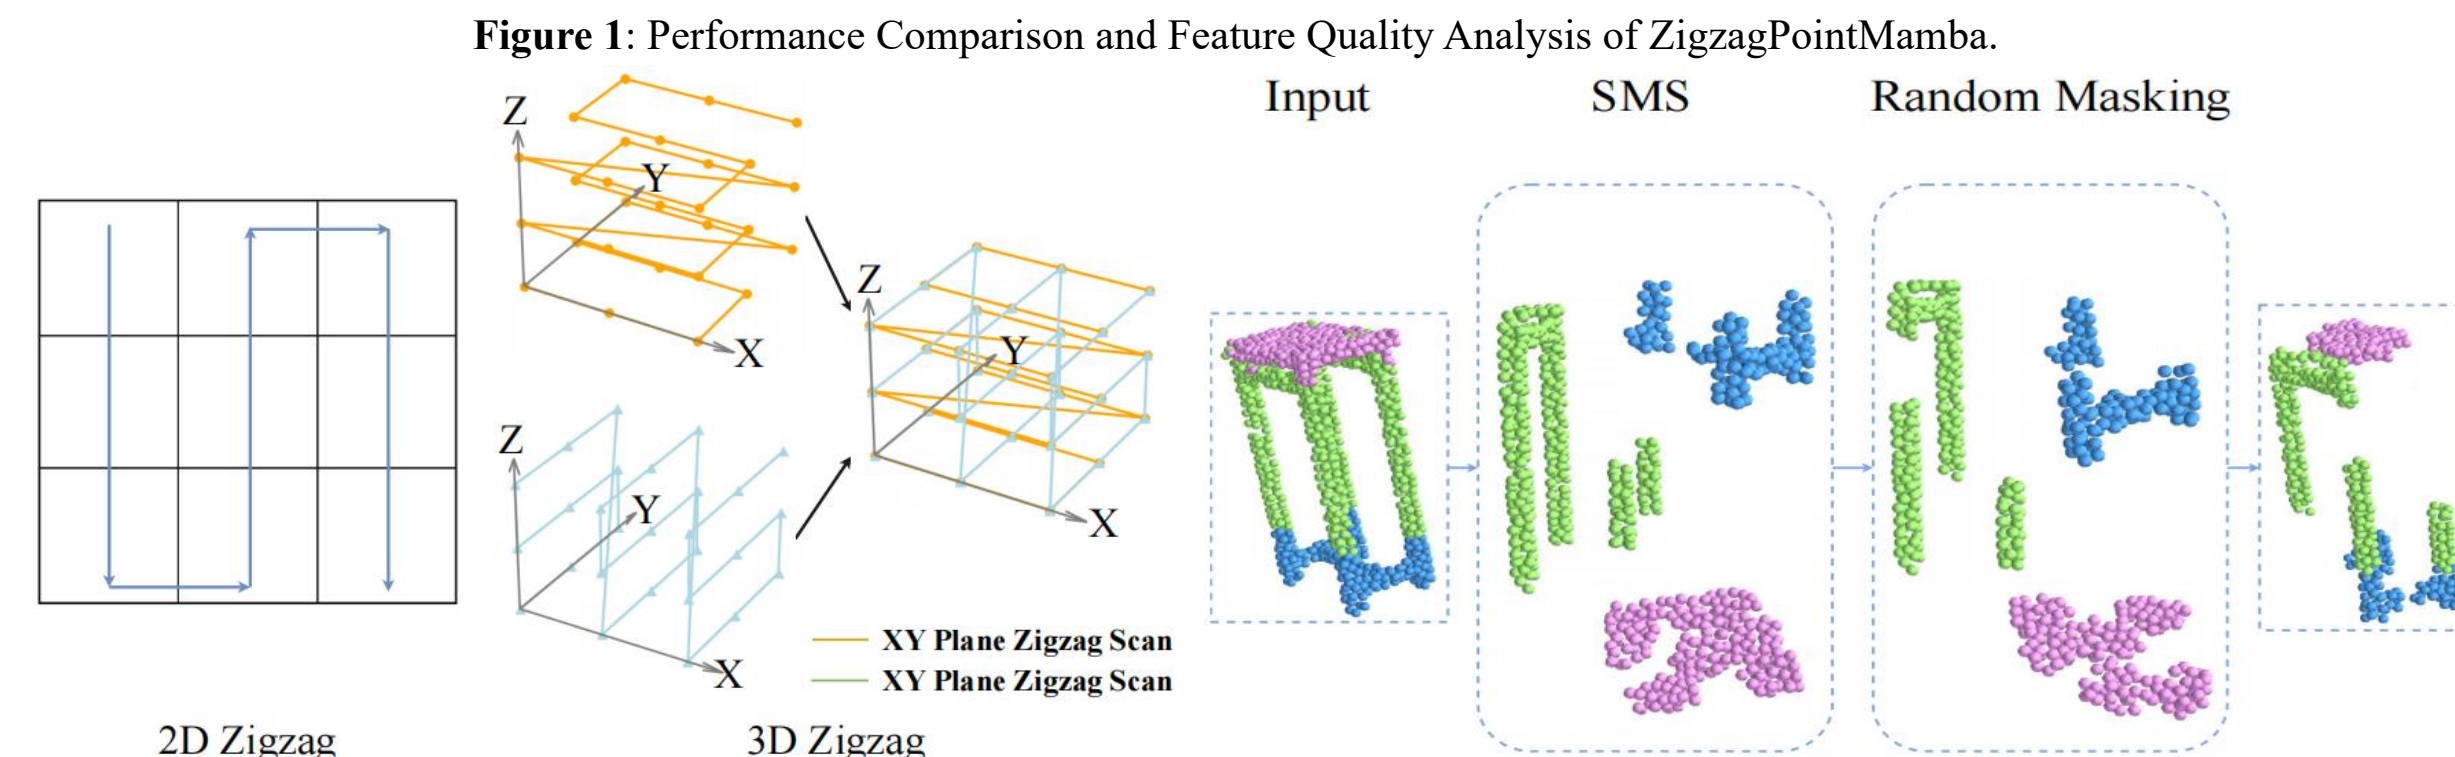 Figure 1: Performance Comparison and Feature Quality Analysis of ZigzagPointMamba.
Input
SMS
Random Masking
Z
Y
X
Z
Y
X
Z
Y
X
XY Plane Zigzag Scan
XY Plane Zigzag Scan
2D Zigzag
3D Zigzag